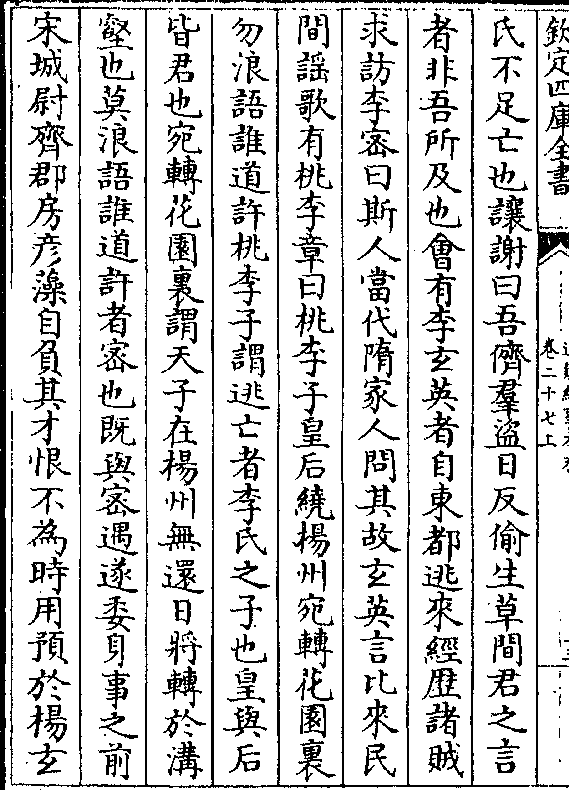 欽定四庫全書
卷二十七上
氏不足亡也讓謝曰吾儕羣盜日反偷生草間君之言
者非吾所及也會有李玄英者自東都逃來經歷諸賊
求訪李密曰斯人當代隋家人問其故玄英言比來民
間謡歌有桃李章曰桃李子皇后繞楊州宛轉花園裏
勿浪語誰道許桃李子謂逃亡者李氏之子也皇與后
皆君也宛轉花園裏謂天子在楊州無還日將轉於溝
壑也莫浪語誰道許者密也既與密遇遂委身事之前
宋城尉齊郡房彦藻自負其才恨不為時用預於楊玄